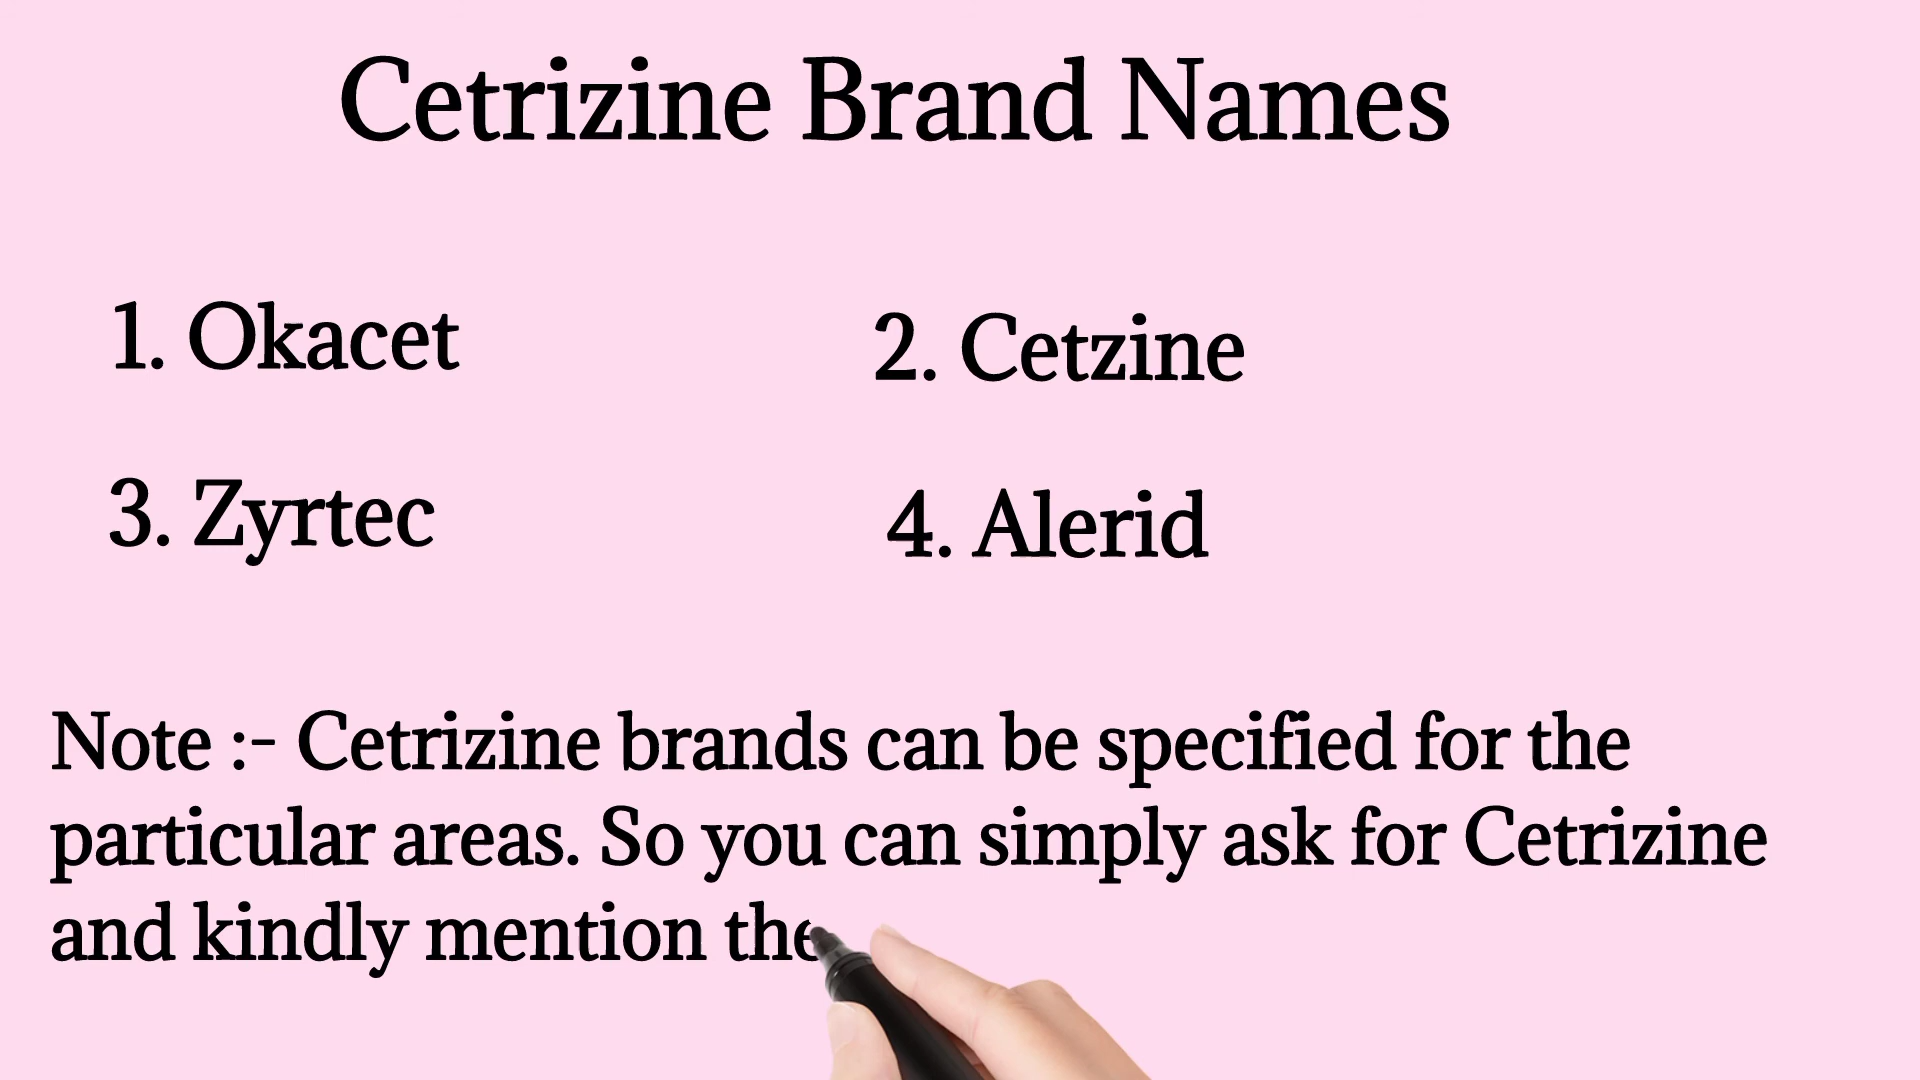 Cetrizine Brand Names
1. Okacet
2. Cetzine
3. Zyrtec
4. Alerid
Note :- Cetrizine brands can be specified for the
particular areas. So you can simply ask for Cetrizine
and kindly mention the